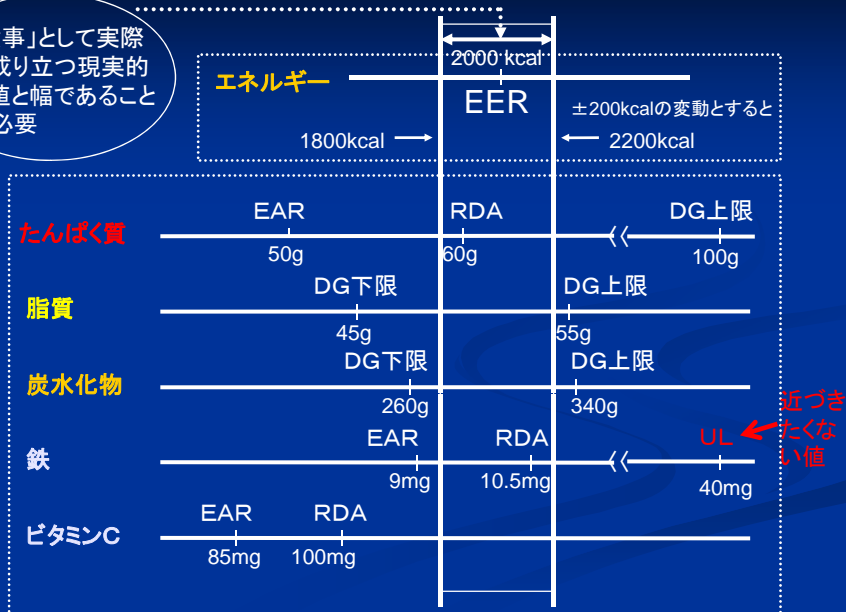 事」として実際
成り立つ現実的
値と幅であること
必要
2000 kcal
エネルギー
EER
±200kcalの変動とすると
1800kcal
2200kcal
たんぱく質
EAR
RDA
DG上限
50g
60g
100g
脂質
DG下限
DG上限
45g
55g
炭水化物
DG下限
DG上限
260g
340g
近づき
たくな
い値
鉄
EAR
RDA
UL
9mg
10.5mg
40mg
ビタミンC
EAR
RDA
85mg
100mg